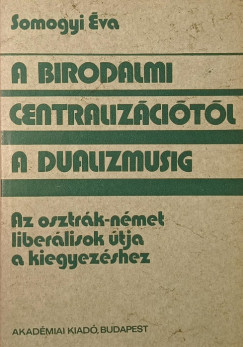 Somogyi Éva
A BIRODALMI
CENTRALIZÁCIÓTÓL
A DUALIZMUSIG
Az osztrák-német
liberálisok útja
a kiegyezéshez
AKADÉMIAI KIADÓ, BUDAPEST